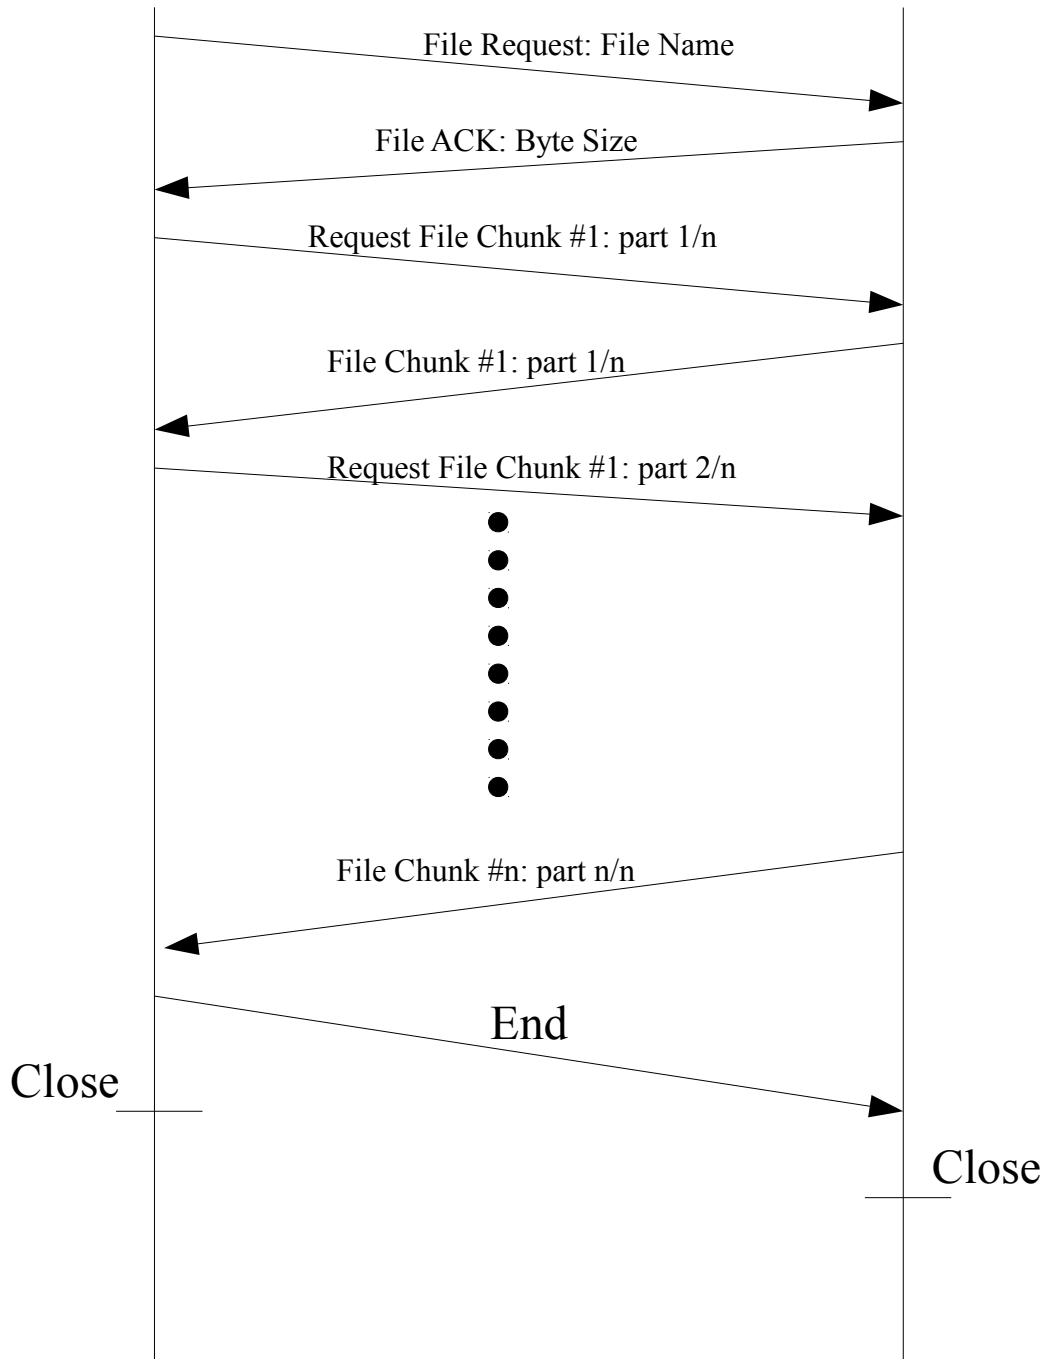 File Request: File Name
File ACK: Byte Size
Request File Chunk #1: part 1/n
File Chunk #1: part 1/n
Request File Chunk #1: part 2/n
File Chunk #n: part n/n
End
Close
Close